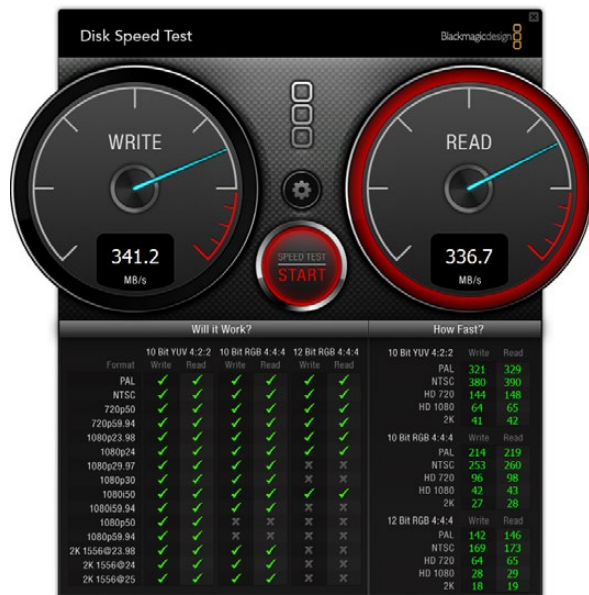 Disk Speed Test
Blackmagicdesign
WRITE
READ
341.2
MB/s
336.7
MB/s
SPEED TEST
START
Will it Work?
10 Bit YUV 4:2:2 10 Bit RGB 4:4:4 12 Bit RGB 4:4:4
Format Write Read Write Read Write Read
PAL ✓ ✓ ✓ ✓ ✓ ✓
NTSC ✓ ✓ ✓ ✓ ✓ ✓
720p50 ✓ ✓ ✓ ✓ ✓ ✓
720p59.94 ✓ ✓ ✓ ✓ ✓ ✓
1080p23.98 ✓ ✓ ✓ ✓ ✓ ✓
1080p24 ✓ ✓ ✓ ✓ ✓ ✓
1080p29.97 ✓ ✓ ✓ ✓ x x
1080p30 ✓ ✓ ✓ ✓ x x
1080i50 ✓ ✓ ✓ ✓ ✓ ✓
1080i59.94 ✓ ✓ ✓ ✓ x x
1080p50 ✓ ✓ x x x x
1080p59.94 ✓ ✓ x x x x
2K 1556@23.98 ✓ ✓ ✓ ✓ x x
2K 1556@24 ✓ ✓ ✓ ✓ x x
2K 1556@25 ✓ ✓ ✓ ✓ x x
How Fast?
10 Bit YUV 4:2:2 Write Read
PAL 321 329
NTSC 380 390
HD 720 144 148
HD 1080 64 65
2K 41 42
10 Bit RGB 4:4:4 Write Read
PAL 214 219
NTSC 253 260
HD 720 96 98
HD 1080 42 43
2K 27 28
12 Bit RGB 4:4:4 Write Read
PAL 142 146
NTSC 169 173
HD 720 64 65
HD 1080 28 29
2K 18 19